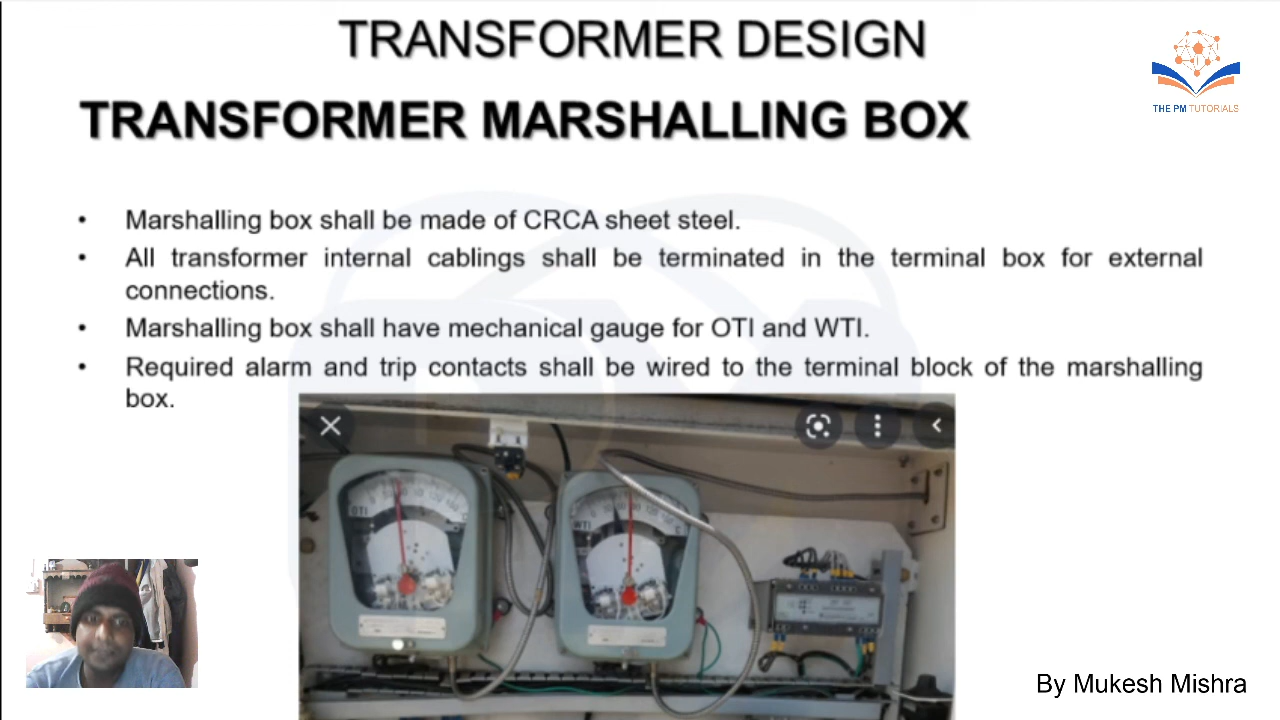 TRANSFORMER DESIGN
THE PM TUTORIALS
TRANSFORMER MARSHALLING BOX
• Marshalling box shall be made of CRCA sheet steel.
• All transformer internal cablings shall be terminated in the terminal box for external
connections.
• Marshalling box shall have mechanical gauge for OTI and WTI.
• Required alarm and trip contacts shall be wired to the terminal block of the marshalling
box.
OTI
WTI
By Mukesh Mishra